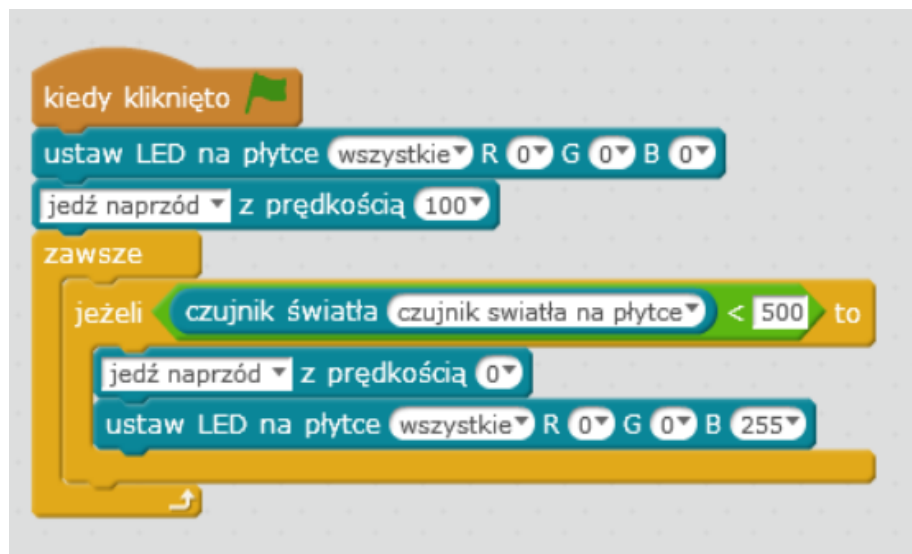 kiedy kliknięto
ustaw LED na płytce wszystkie R 0 G 0 B 0
jedź naprzód z prędkością 100
zawsze
jeżeli czujnik światła czujnik swiatła na płytce < 500 to
jedź naprzód z prędkością 0
ustaw LED na płytce wszystkie R 0 G 0 B 255